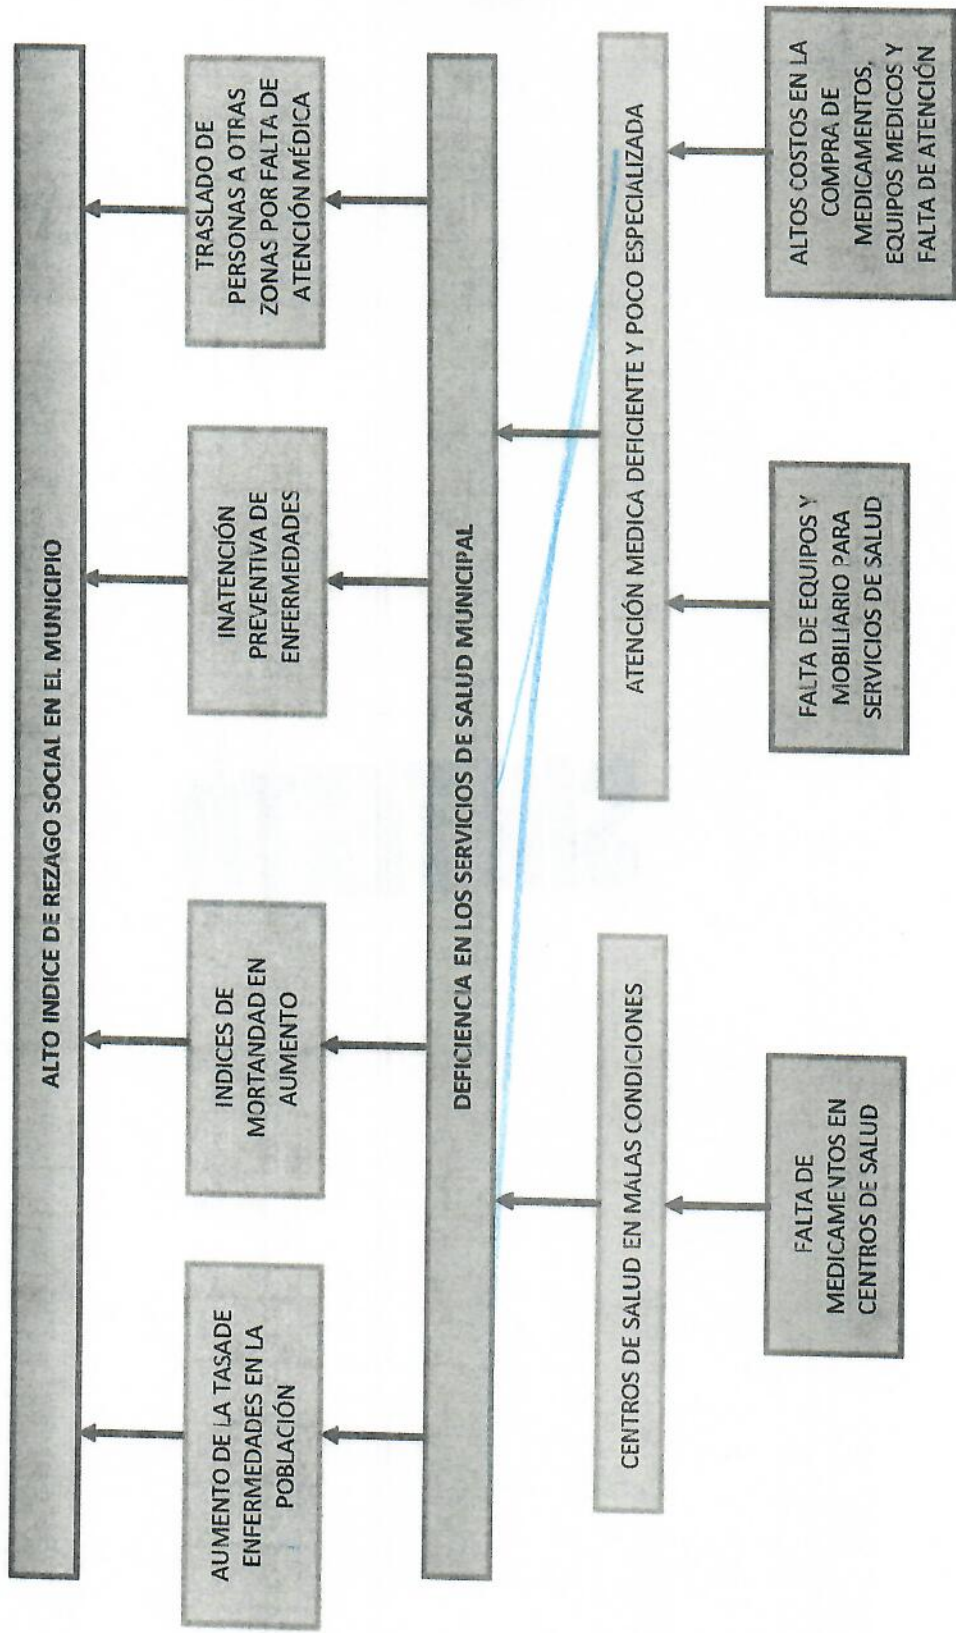 ALTO INDICE DE REZAGO SOCIAL EN EL MUNICIPIO
AUMENTO DE LA TASADE
ENFERMEDADES EN LA
POBLACIÓN
INDICES DE
MORTANDAD EN
AUMENTO
INATENCIÓN
PREVENTIVA DE
ENFERMEDADES
TRASLADO DE
PERSONAS A OTRAS
ZONAS POR FALTA DE
ATENCIÓN MÉDICA
DEFICIENCIA EN LOS SERVICIOS DE SALUD MUNICIPAL
CENTROS DE SALUD EN MALAS CONDICIONES
ATENCIÓN MEDICA DEFICIENTE Y POCO ESPECIALIZADA
FALTA DE
MEDICAMENTOS EN
CENTROS DE SALUD
FALTA DE EQUIPOS Y
MOBILIARIO PARA
SERVICIOS DE SALUD
ALTOS COSTOS EN LA
COMPRA DE
MEDICAMENTOS,
EQUIPOS MEDICOS Y
FALTA DE ATENCIÓN